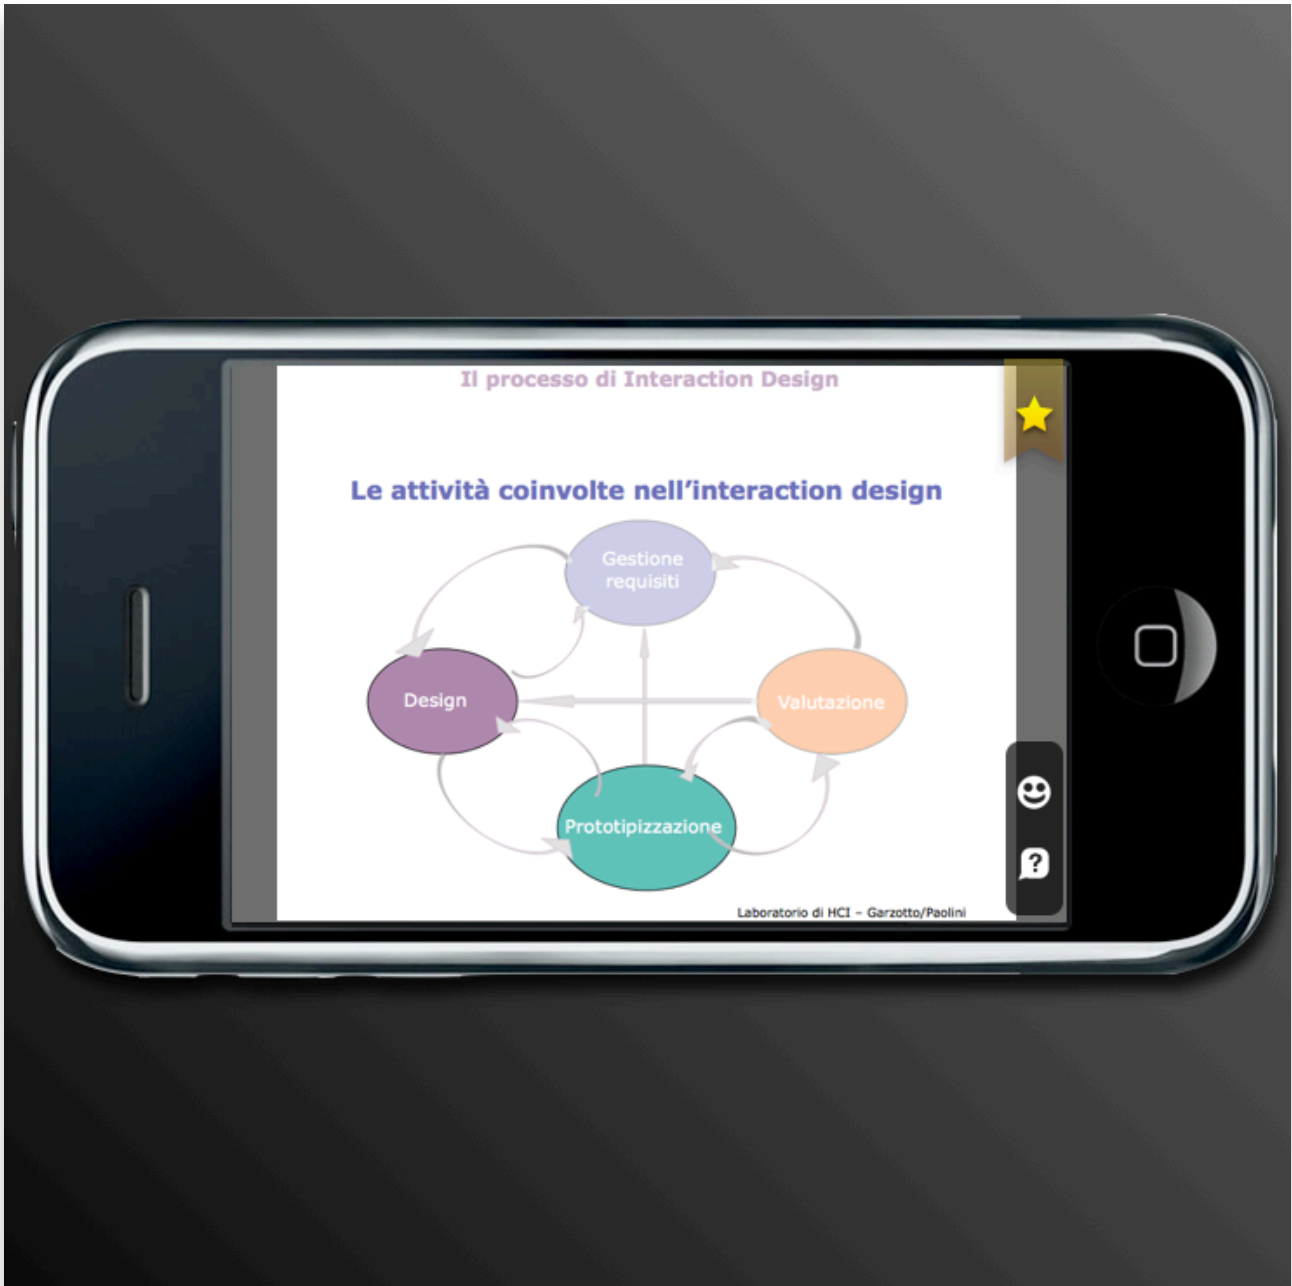 Il processo di Interaction Design
Le attività coinvolte nell’interaction design
Gestione
requisiti
Design
Valutazione
Prototipizzazione
Laboratorio di HCI – Garzotto/Paolini
?